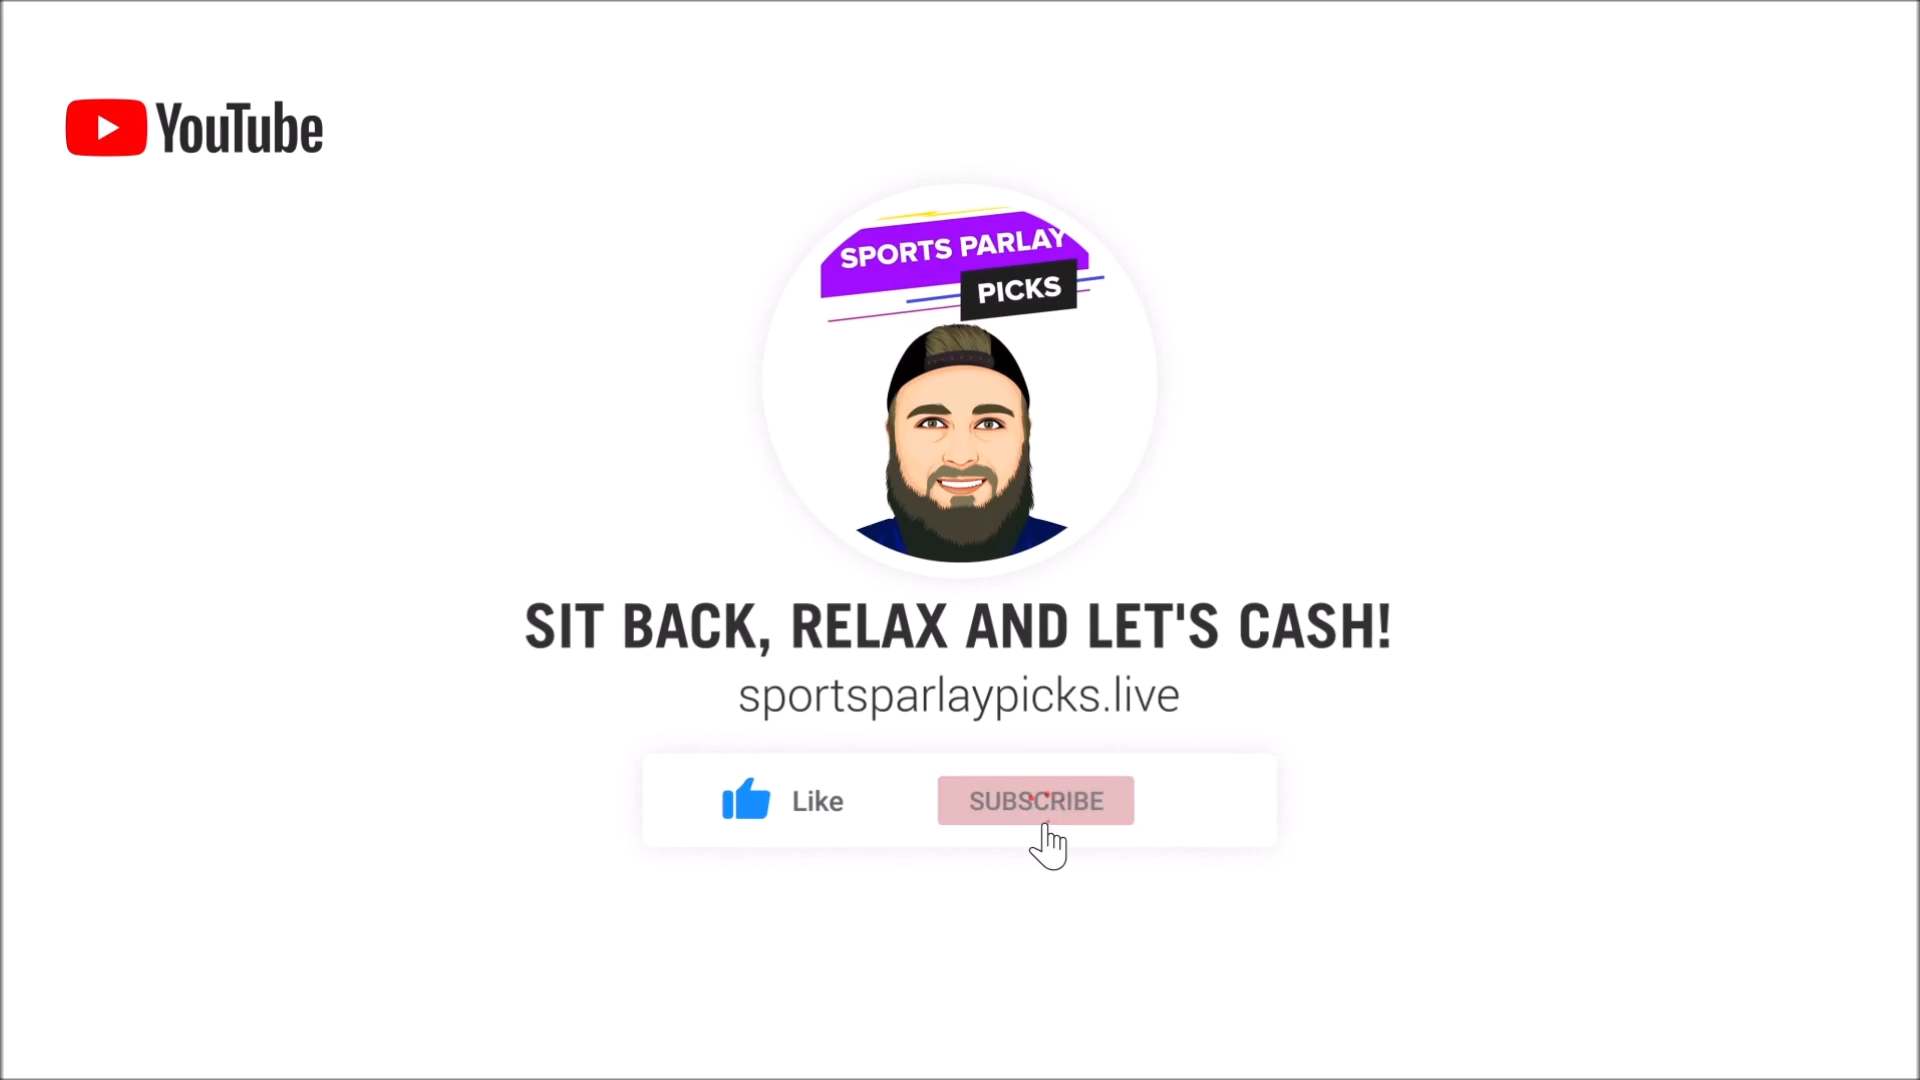 YouTube
SPORTS PARLAY
PICKS
SIT BACK, RELAX AND LET'S CASH!
sportsparlaypicks.live
Like
SUBSCRIBE